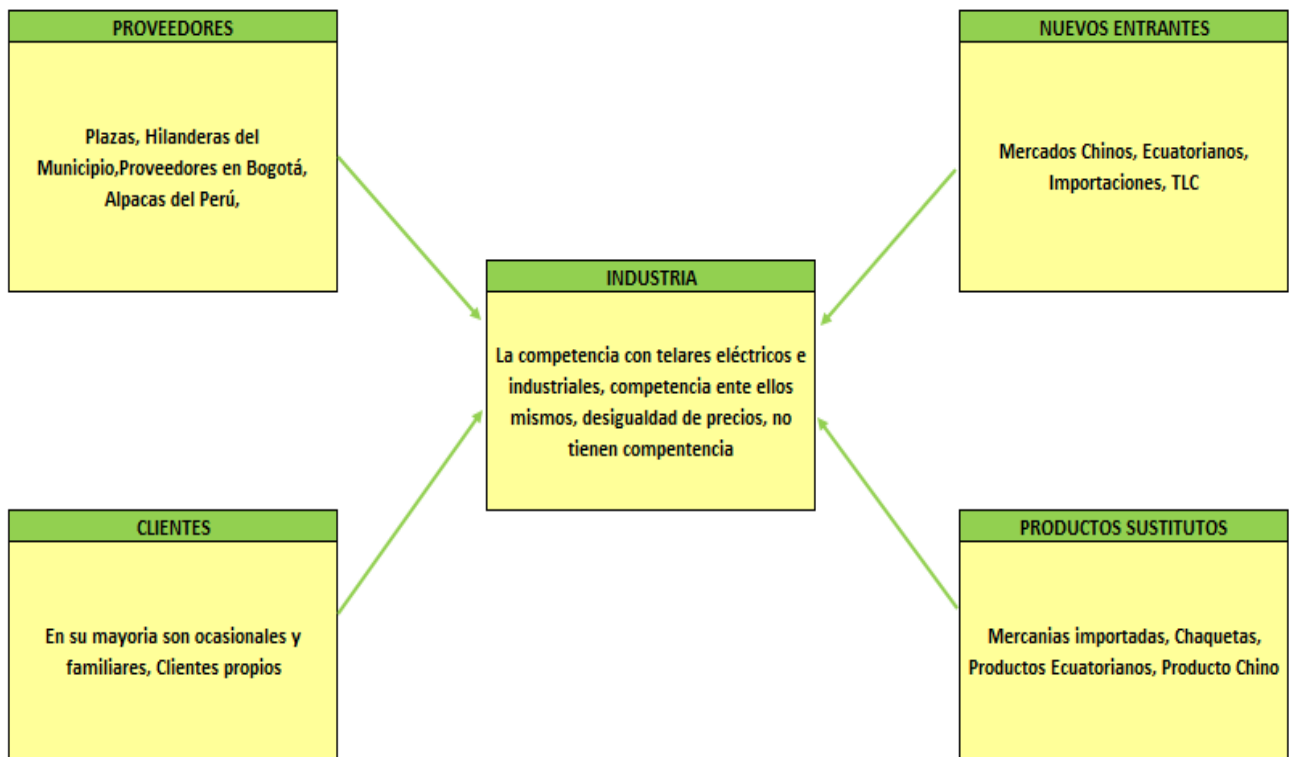 PROVEEDORES
Plazas, Hilanderas del
Municipio,Proveedores en Bogotá,
Alpacas del Perú,
NUEVOS ENTRANTES
Mercados Chinos, Ecuatorianos,
Importaciones, TLC
INDUSTRIA
La competencia con telares eléctricos e
industriales, competencia ente ellos
mismos, desigualdad de precios, no
tienen compentencia
CLIENTES
En su mayoria son ocasionales y
familiares, Clientes propios
PRODUCTOS SUSTITUTOS
Mercanias importadas, Chaquetas,
Productos Ecuatorianos, Producto Chino